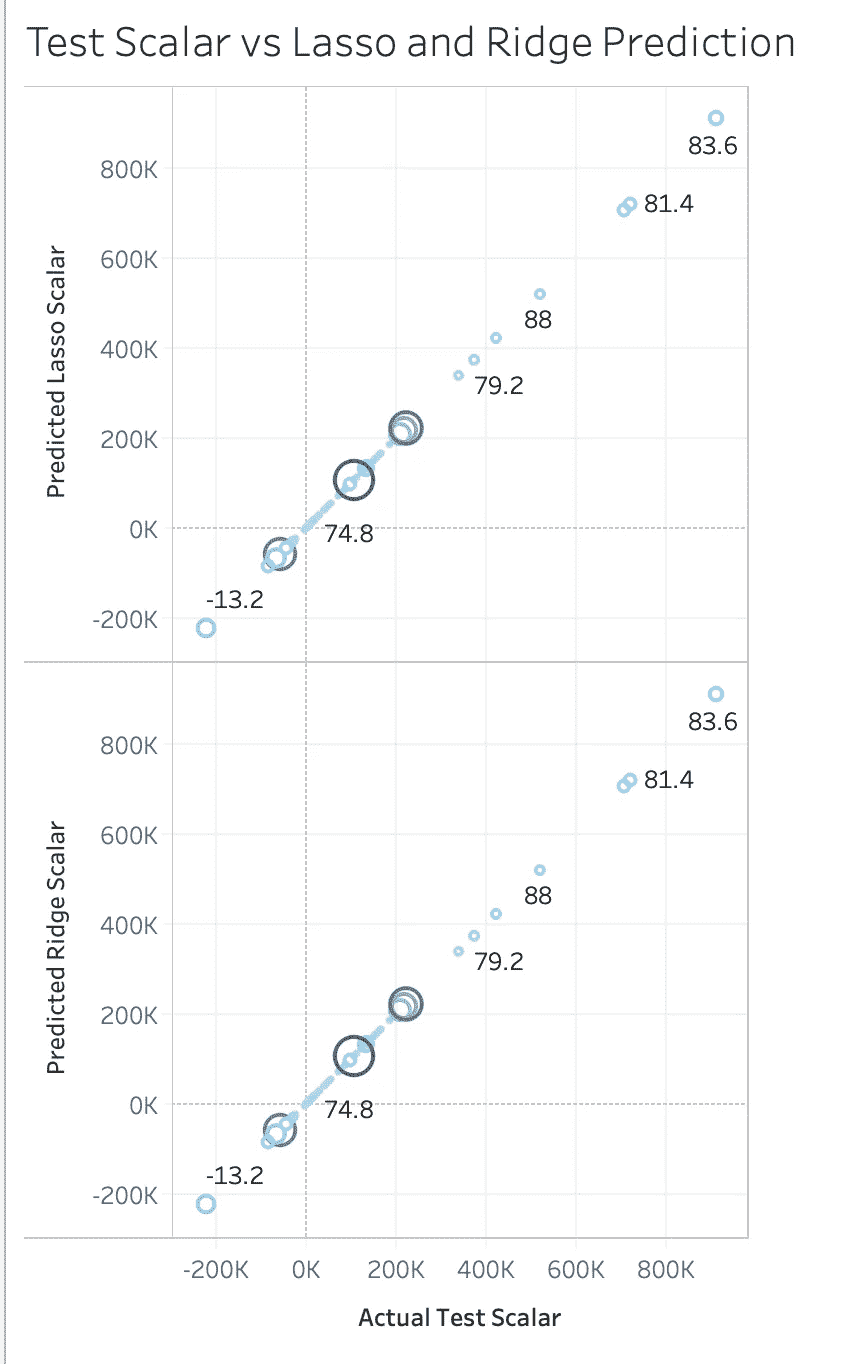 Test Scalar vs Lasso and Ridge Prediction
83.6
800K
81.4
600K
88
400K
79.2
200K
0K
74.8
-13.2
-200K
Predicted Lasso Scalar
83.6
800K
81.4
600K
88
400K
79.2
200K
0K
74.8
-13.2
-200K
Predicted Ridge Scalar
-200K 0K 200K 400K 600K 800K
Actual Test Scalar